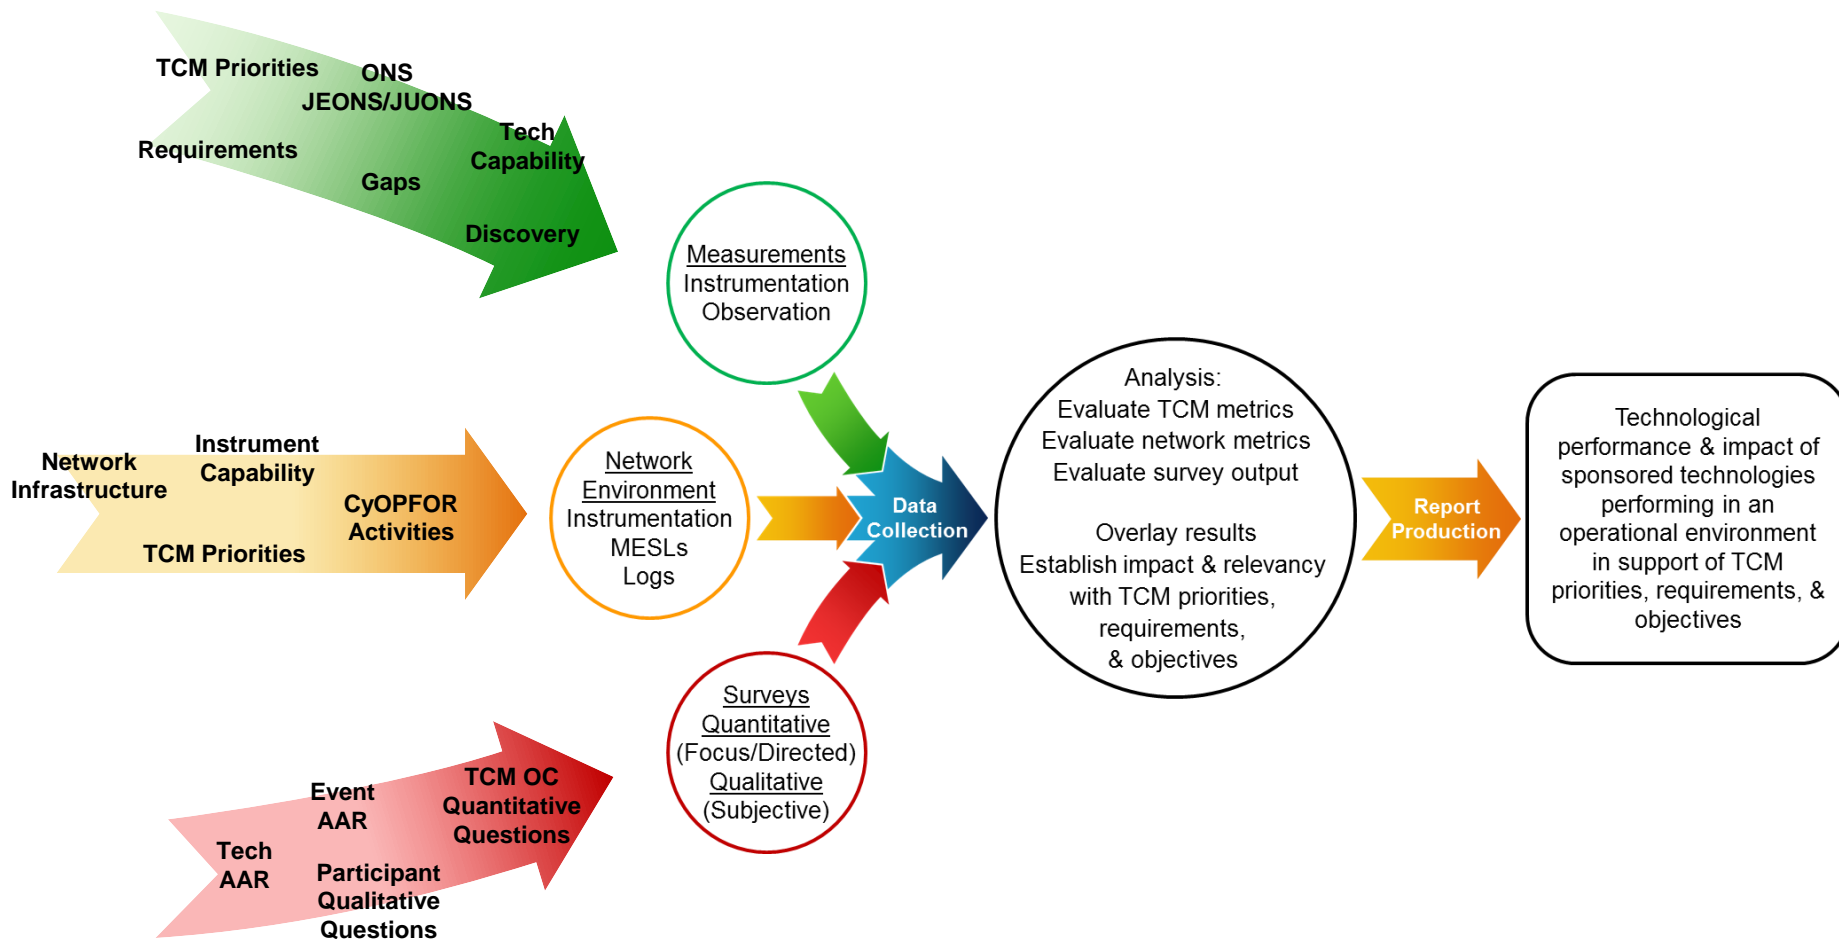 TCM Priorities
ONS
JEONS/JUONS
Requirements
Tech
Capability
Gaps
Discovery
Measurements
Instrumentation
Observation
Network
Infrastructure
Instrument
Capability
CyOPFOR
Activities
TCM Priorities
Network
Environment
Instrumentation
MESLs
Logs
Tech
AAR
Event
AAR
Participant
Qualitative
Questions
TCM OC
Quantitative
Questions
Surveys
Quantitative
(Focus/Directed)
Qualitative
(Subjective)
Data
Collection
Analysis:
Evaluate TCM metrics
Evaluate network metrics
Evaluate survey output
Overlay results
Establish impact & relevancy
with TCM priorities,
requirements,
& objectives
Report
Production
Technological
performance & impact of
sponsored technologies
performing in an
operational environment
in support of TCM
priorities, requirements, &
objectives